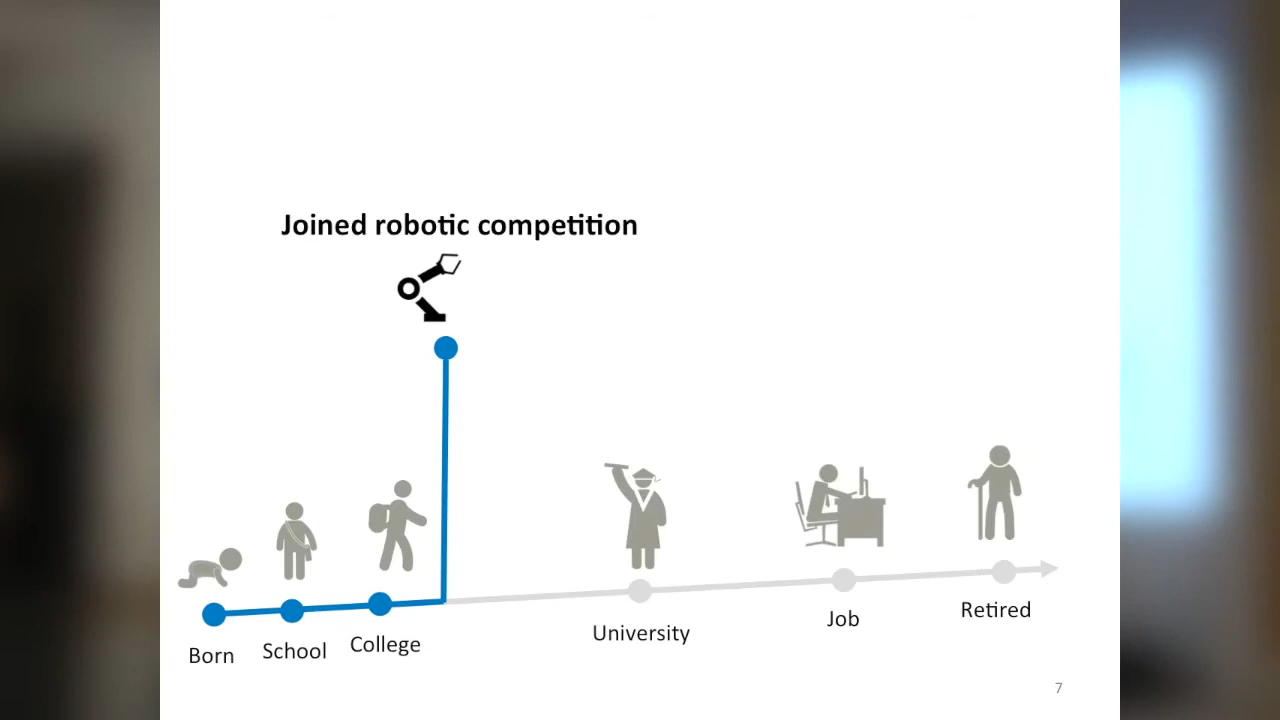 Joined robotic competition
Born
School
College
University
Job
Retired
7